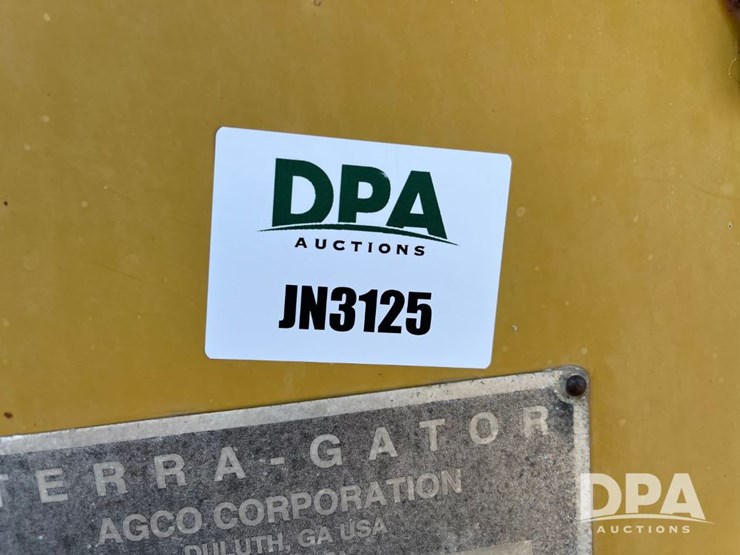 DPA
AUCTIONS
JN3125
TERRA-GATOR
AGCO CORPORATION
DULUTH, GA USA
DPA
AUCTIONS